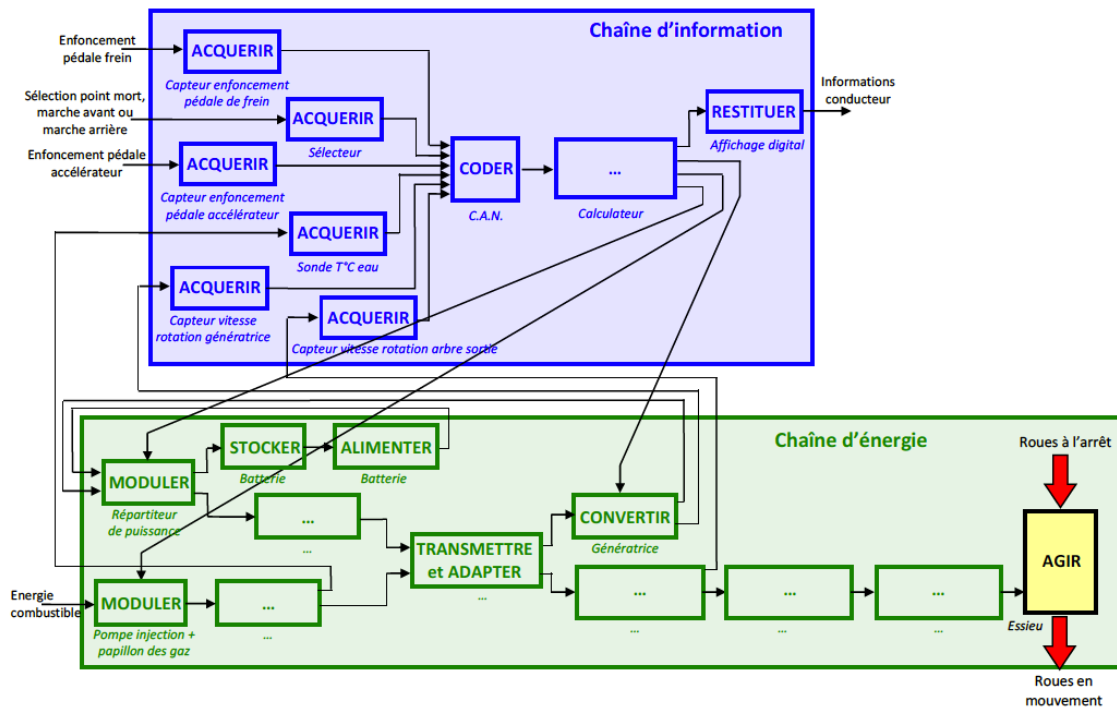 Chaîne d’information
Enfoncement
pédale frein
ACQUERIR
Capteur enfoncement
pédale de frein
Sélection point mort,
marche avant ou
marche arrière
ACQUERIR
Sélecteur
Enfoncement pédale
accélérateur
ACQUERIR
Capteur enfoncement
pédale accélérateur
ACQUERIR
Sonde T°C eau
ACQUERIR
Capteur vitesse
rotation génératrice
ACQUERIR
Capteur vitesse rotation arbre sortie
CODER
C.A.N.
...
Calculateur
RESTITUER
Affichage digital
Informations
conducteur
Chaîne d’énergie
STOCKER
Batterie
ALIMENTER
Batterie
MODULER
Répartiteur
de puissance
...
...
Energie
combustible
MODULER
Pompe injection +
papillon des gaz
...
...
TRANSMETTRE
et ADAPTER
...
CONVERTIR
Génératrice
...
...
...
...
...
...
Roues à l’arrêt
AGIR
Essieu
Roues en
mouvement